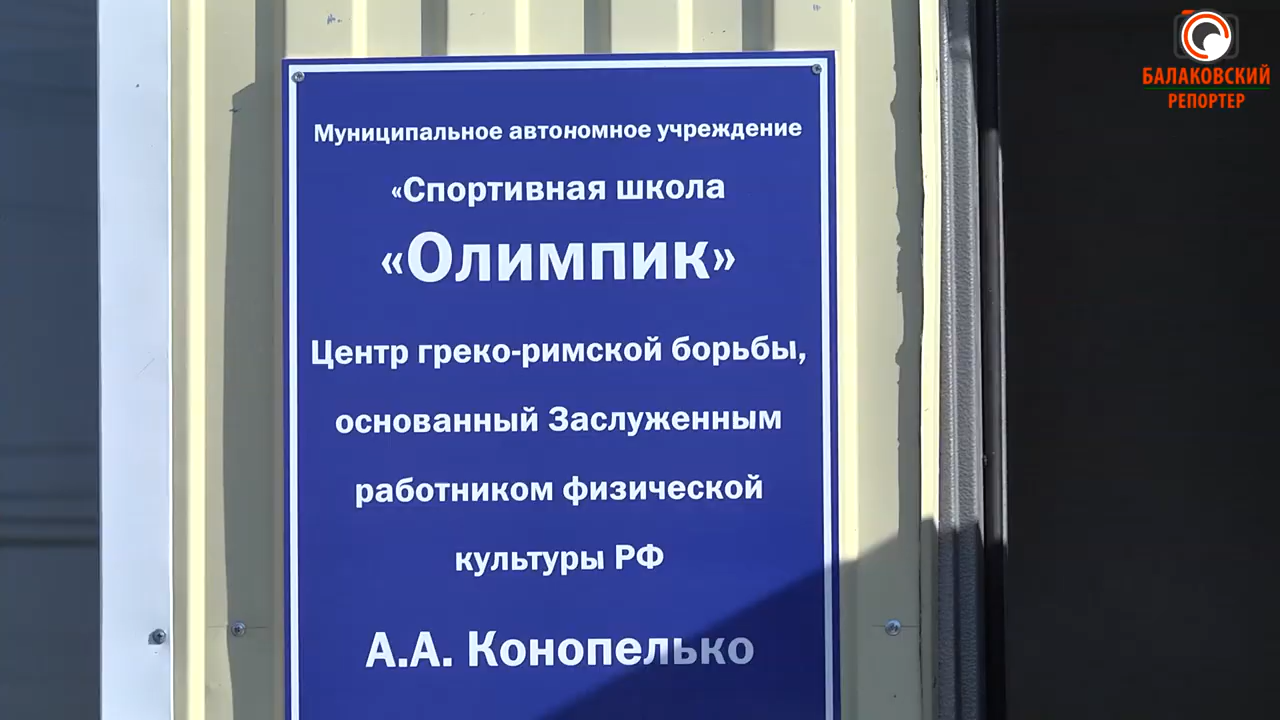 БАЛАКОВСКИЙ
РЕПОРТЕР
Муниципальное автономное учреждение
«Спортивная школа
«Олимпик»
Центр греко-римской борьбы,
основанный Заслуженным
работником физической
культуры РФ
А.А. Конопелько